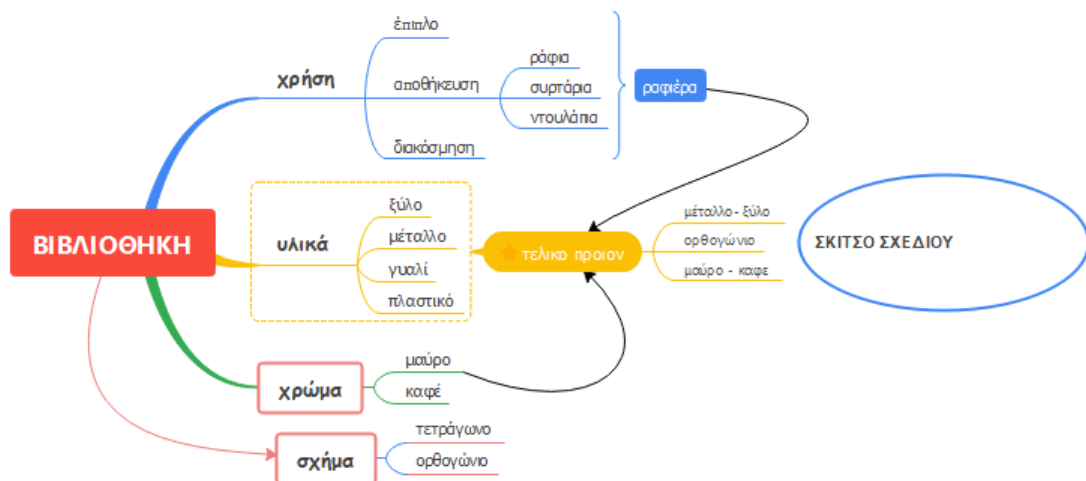 ΒΙΒΛΙΟΘΗΚΗ
χρήση
έπιπλο
αποθήκευση
ράφια
συρτάρια
ντουλάπια
διακόσμηση
ραφιέρα
υλικά
ξύλο
μέταλλο
γυαλί
πλαστικό
τελικο προιον
μέταλλο - ξύλο
ορθογώνιο
μαύρο - καφε
ΣΚΙΤΣΟ ΣΧΕΔΙΟΥ
χρώμα
μαύρο
καφέ
σχήμα
τετράγωνο
ορθογώνιο